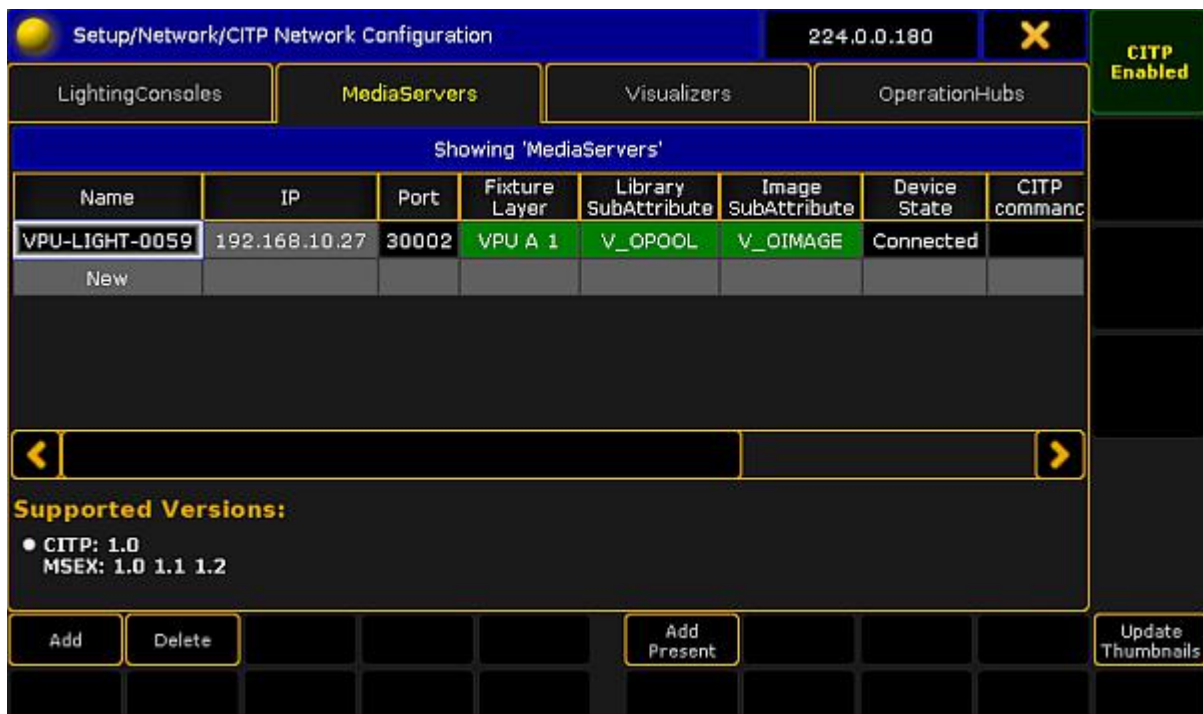 Setup/Network/CITP Network Configuration 224.0.0.180
CITP
Enabled
LightingConsoles MediaServers Visualizers OperationHubs
Showing 'MediaServers'
Name IP Port Fixture Layer Library SubAttribute Image SubAttribute Device State CITP commanc
VPU-LIGHT-0059 192.168.10.27 30002 VPU A 1 V_OPOOL V_OIMAGE Connected
New
Supported Versions:
● CITP: 1.0
MSEX: 1.0 1.1 1.2
Add Delete Add Present Update Thumbnails